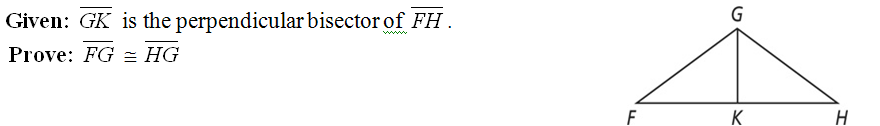 Given: GK is the perpendicular bisector of FH .
Prove: FG ≅ HG
G
F K H